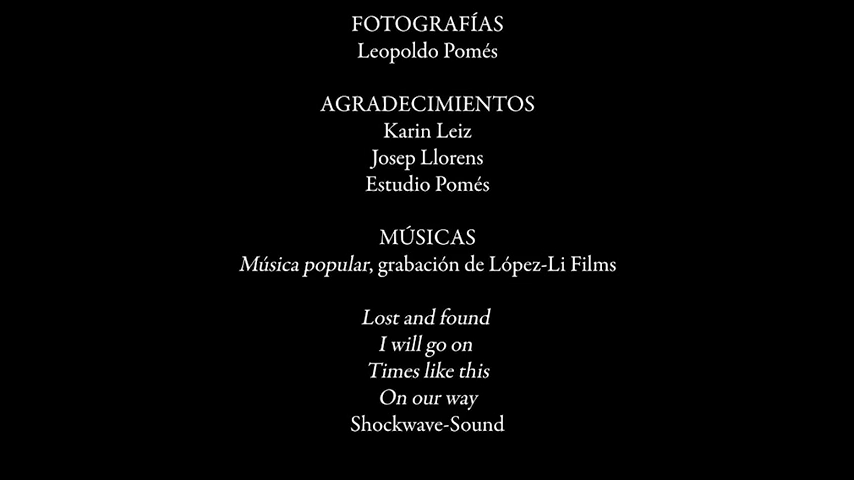 FOTOGRAFÍAS
Leopoldo Pomés
AGRADECIMIENTOS
Karin Leiz
Josep Llorens
Estudio Pomés
MÚSICAS
Música popular, grabación de López-Li Films
Lost and found
I will go on
Times like this
On our way
Shockwave-Sound